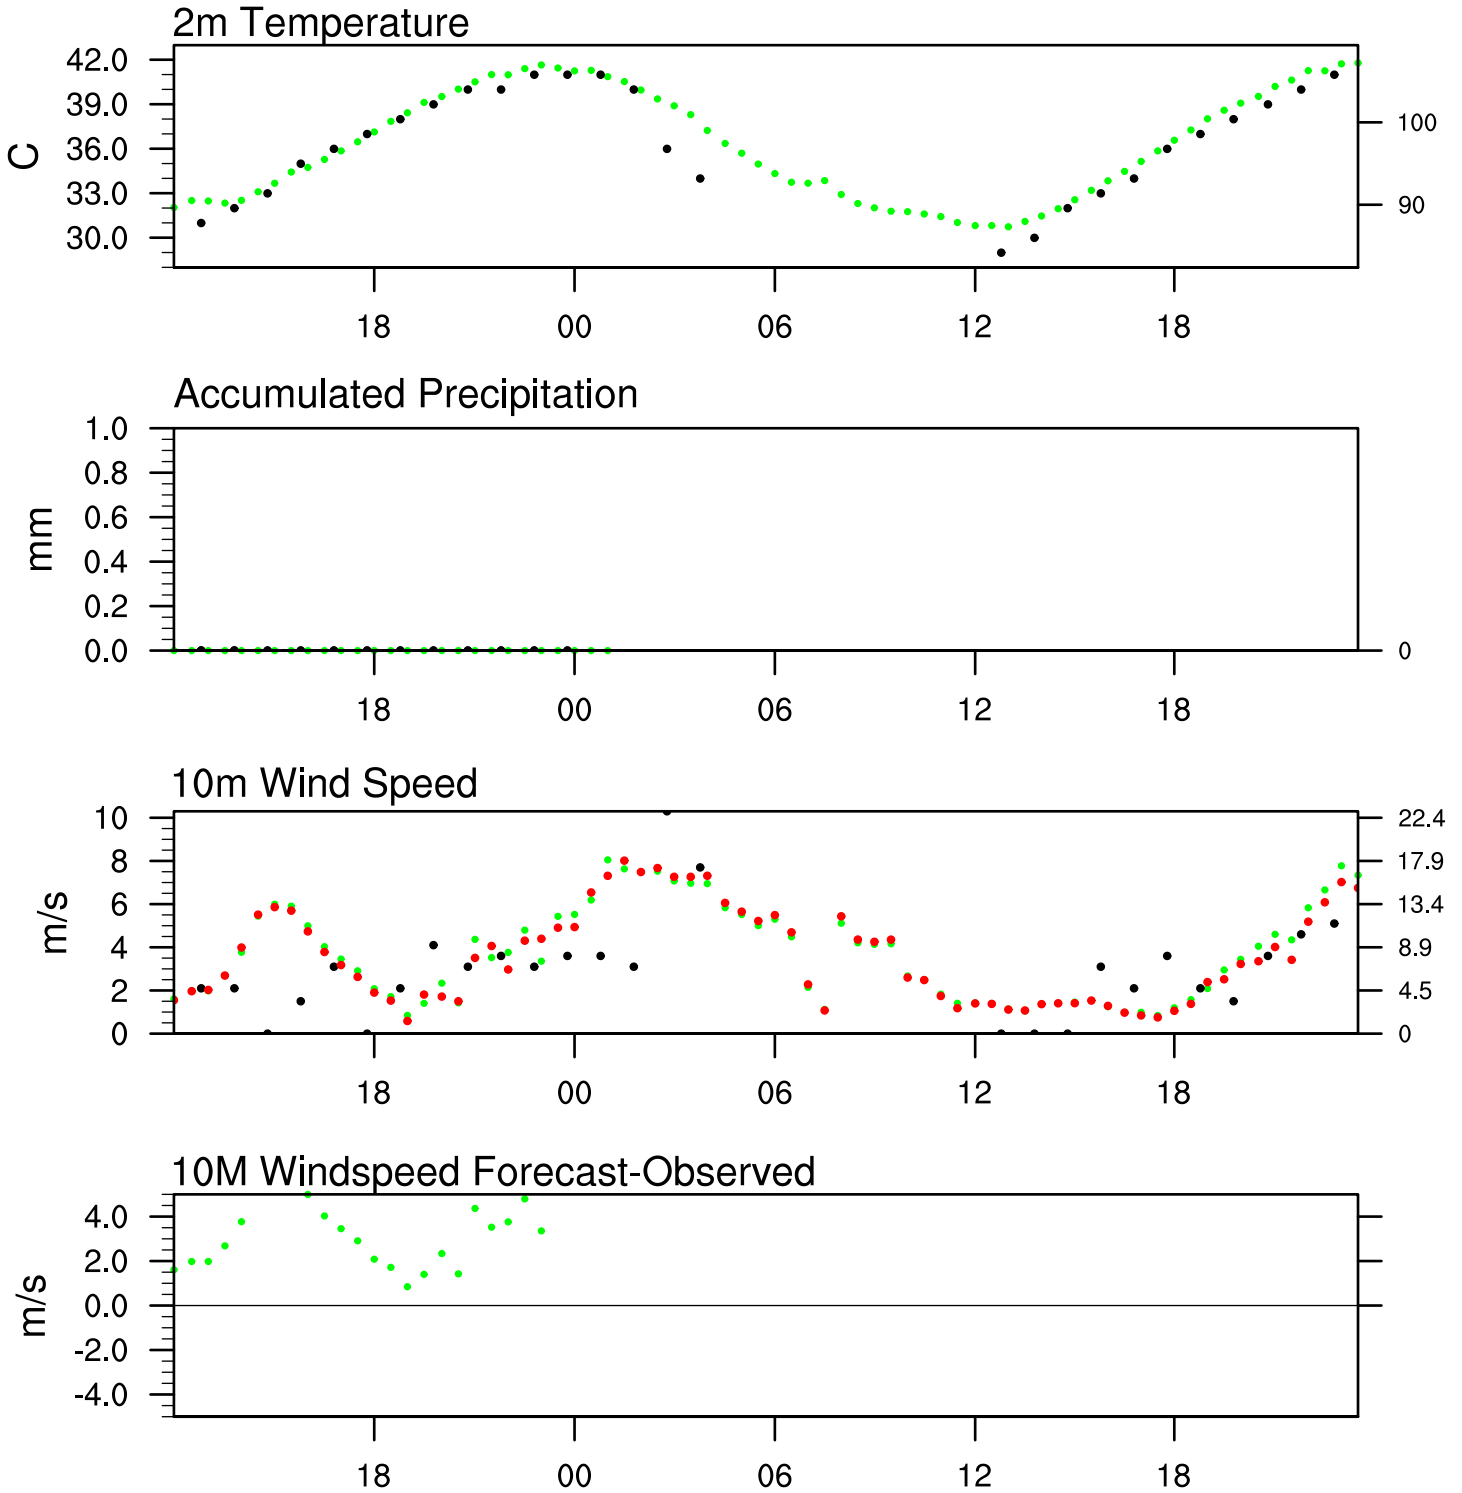 2m Temperature
42.0
39.0
36.0
33.0
30.0
C
100
90
18 00 06 12 18
Accumulated Precipitation
1.0
0.8
0.6
0.4
0.2
0.0
mm
0
18 00 06 12 18
10m Wind Speed
10
8
6
4
2
0
m/s
22.4
17.9
13.4
8.9
4.5
0
18 00 06 12 18
10M Windspeed Forecast-Observed
4.0
2.0
0.0
-2.0
-4.0
m/s
18 00 06 12 18